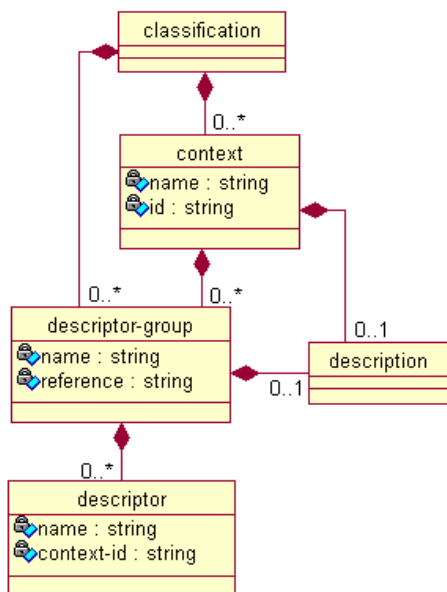 classification
0..*
context
name : string
id : string
0..*
0..*
0..1
descriptor-group
name : string
reference : string
description
0..1
0..*
descriptor
name : string
context-id : string